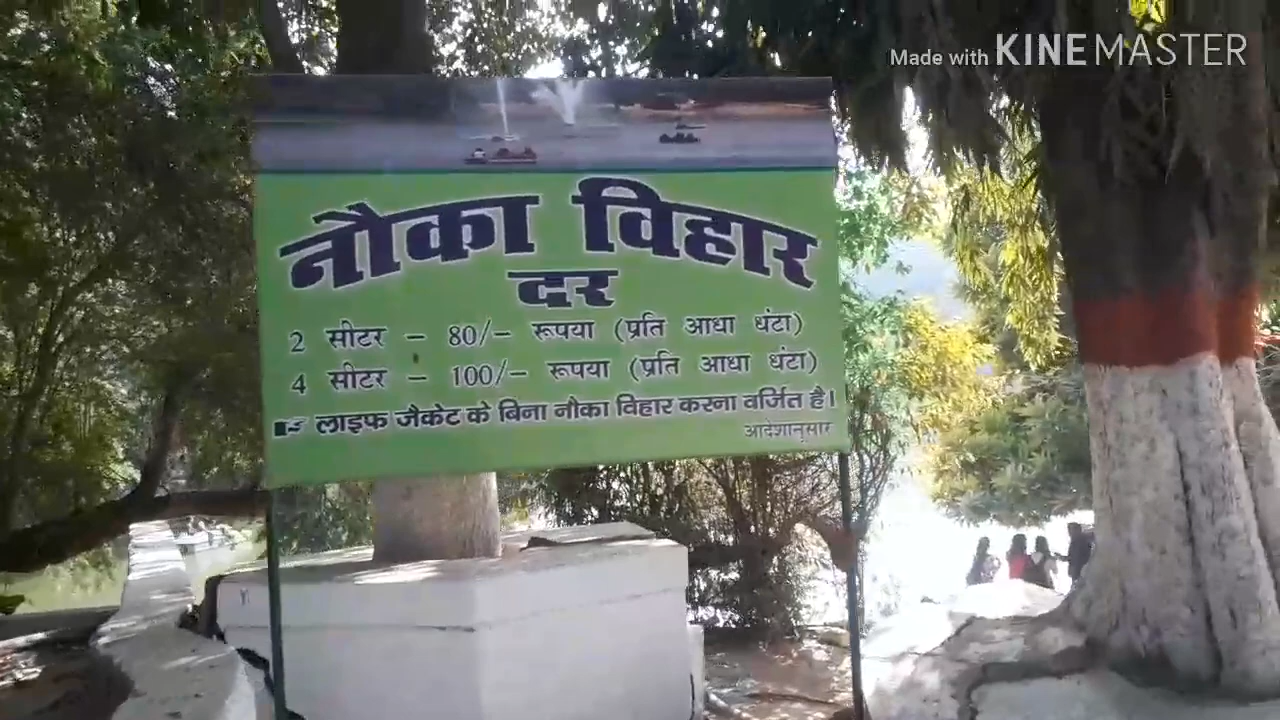 Made with KINEMASTER
नौका विहार
दर
2 सीटर – 80/– रूपया (प्रति आधा घंटा)
4 सीटर – 100/– रूपया (प्रति आधा घंटा)
☞ लाइफ जैकेट के बिना नौका विहार करना वर्जित है।
आदेशानुसार